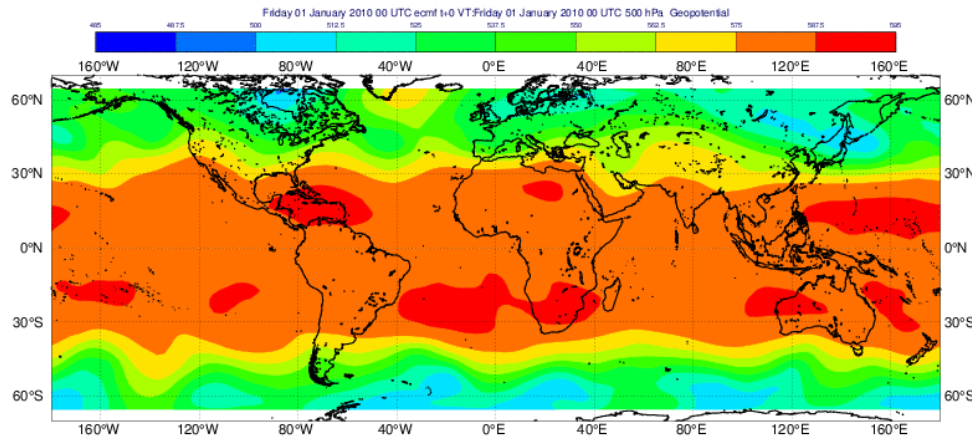 Friday 01 January 2010 00 UTC ecmf t+0 VT:Friday 01 January 2010 00 UTC 500 hPa Geopotential
485 487.5 500 512.5 525 537.5 550 562.5 575 587.5 595
160°W 120°W 80°W 40°W 0°E 40°E 80°E 120°E 160°E
60°N 60°N
30°N 30°N
0°N 0°N
30°S 30°S
60°S 60°S
160°W 120°W 80°W 40°W 0°E 40°E 80°E 120°E 160°E